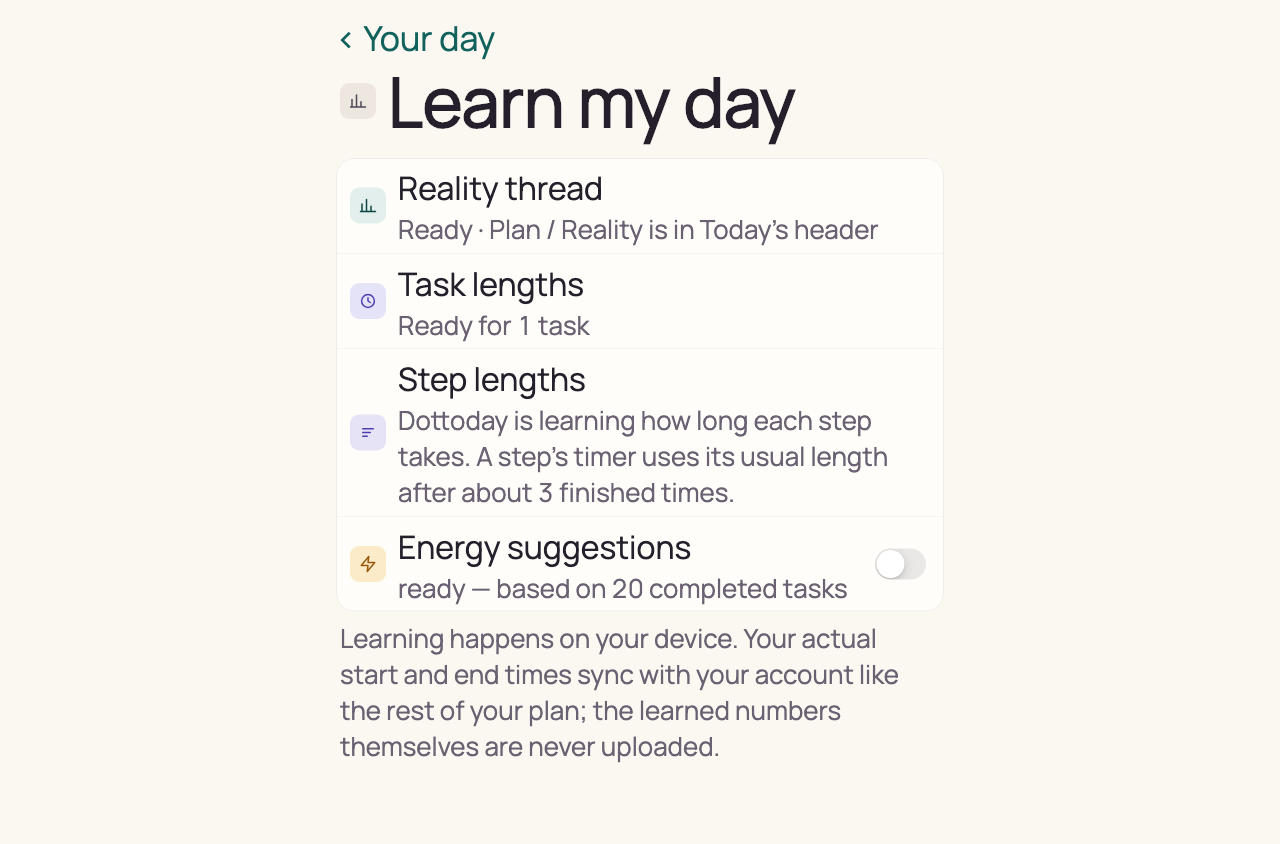 Your day
Learn my day
Reality thread
Ready · Plan / Reality is in Today’s header
Task lengths
Ready for 1 task
Step lengths
Dottoday is learning how long each step
takes. A step’s timer uses its usual length
after about 3 finished times.
Energy suggestions
ready — based on 20 completed tasks
Learning happens on your device. Your actual
start and end times sync with your account like
the rest of your plan; the learned numbers
themselves are never uploaded.